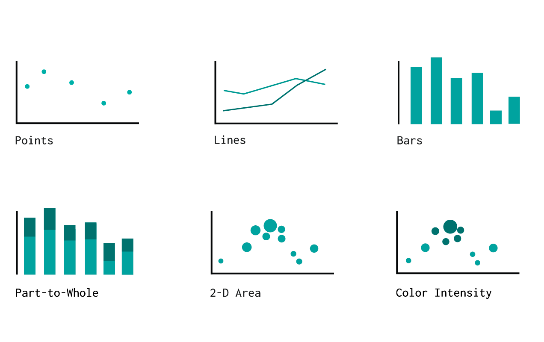 Points
Lines
Bars
Part-to-Whole
2-D Area
Color Intensity